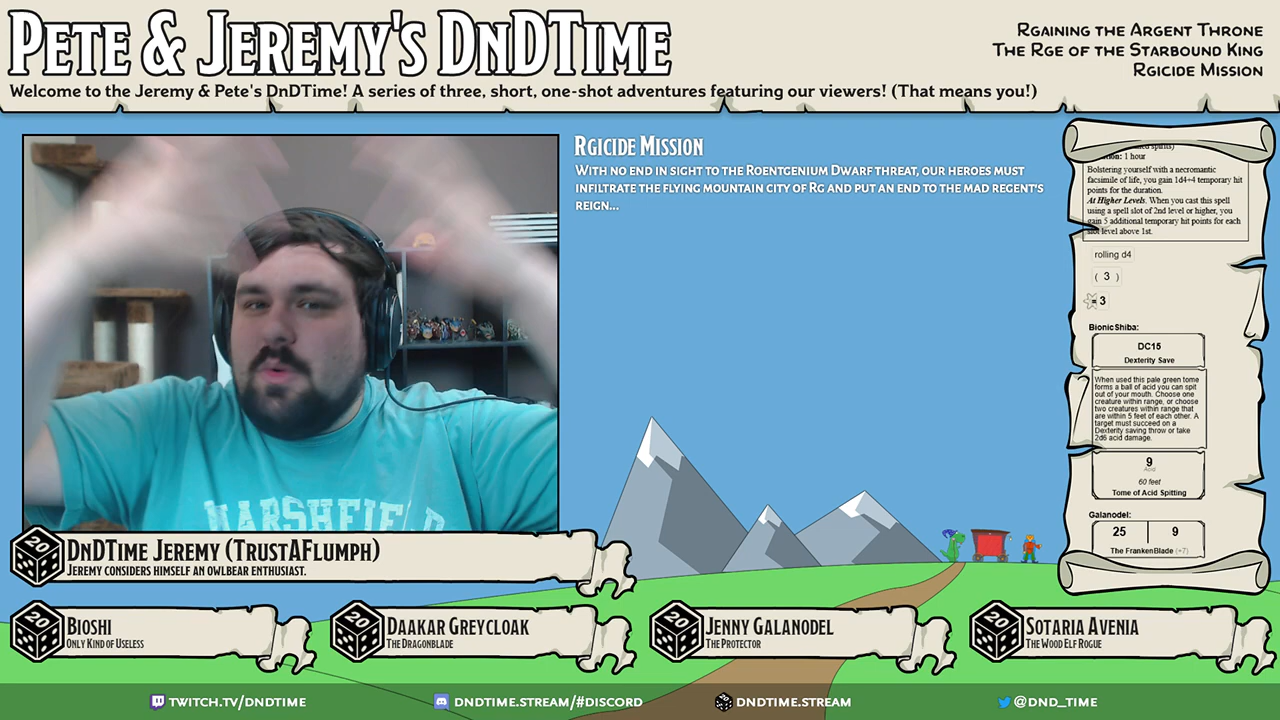 Pete & Jeremy's DnDTime
Welcome to the Jeremy & Pete's DnDTime! A series of three, short, one-shot adventures featuring our viewers! (That means you!)
Rgaining the Argent Throne
The Rge of the Starbound King
Rgicide Mission
Rgicide Mission
With no end in sight to the Roentgenium Dwarf threat, our heroes must
infiltrate the flying mountain city of Rg and put an end to the mad regent's
reign...
spirits)
1 hour
Bolstering yourself with a necromantic
facsimile of life, you gain 1d4+4 temporary hit
points for the duration.
At Higher Levels. When you cast this spell
using a spell slot of 2nd level or higher, you
gain 5 additional temporary hit points for each
slot level above 1st.
rolling d4
( 3 )
=3
BionicShiba:
DC15
Dexterity Save
When used this pale green tome
forms a ball of acid you can spit
out of your mouth. Choose one
creature within range, or choose
two creatures within range that
are within 5 feet of each other. A
target must succeed on a
Dexterity saving throw or take
2d6 acid damage.
9
Acid
60 feet
Tome of Acid Spitting
Galanodel:
25 9
The FrankenBlade (+7)
MARSHFIELD
20
DnDTime Jeremy (TrustAFlumph)
Jeremy considers himself an owlbear enthusiast.
20
Bioshi
Only Kind of Useless
20
Daakar Greycloak
The Dragonblade
20
Jenny Galanodel
The Protector
20
Sotaria Avenia
The Wood Elf Rogue
twitch.tv/dndtime
dndtime.stream/#discord
dndtime.stream
@dnd_time